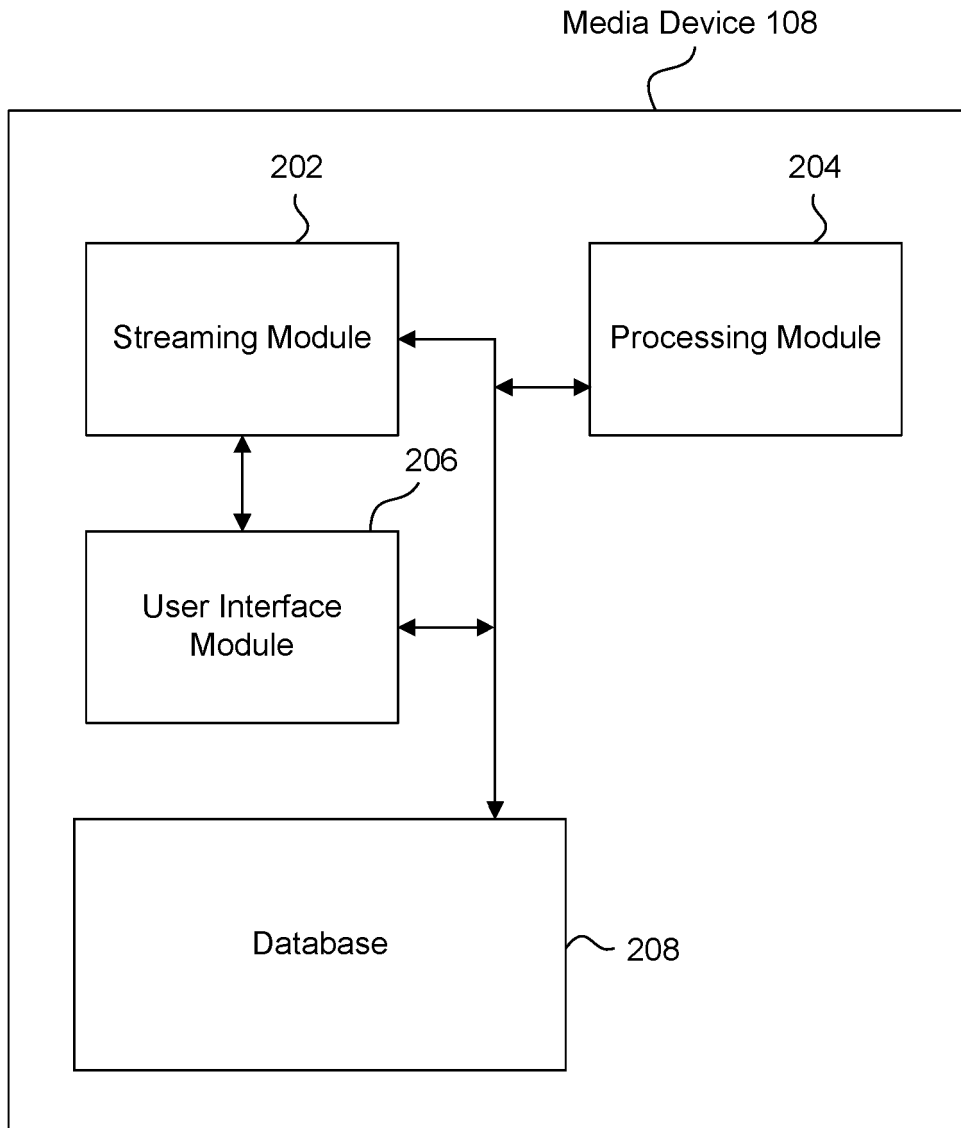 Media Device 108
202
204
Streaming Module
Processing Module
206
User Interface
Module
Database
208